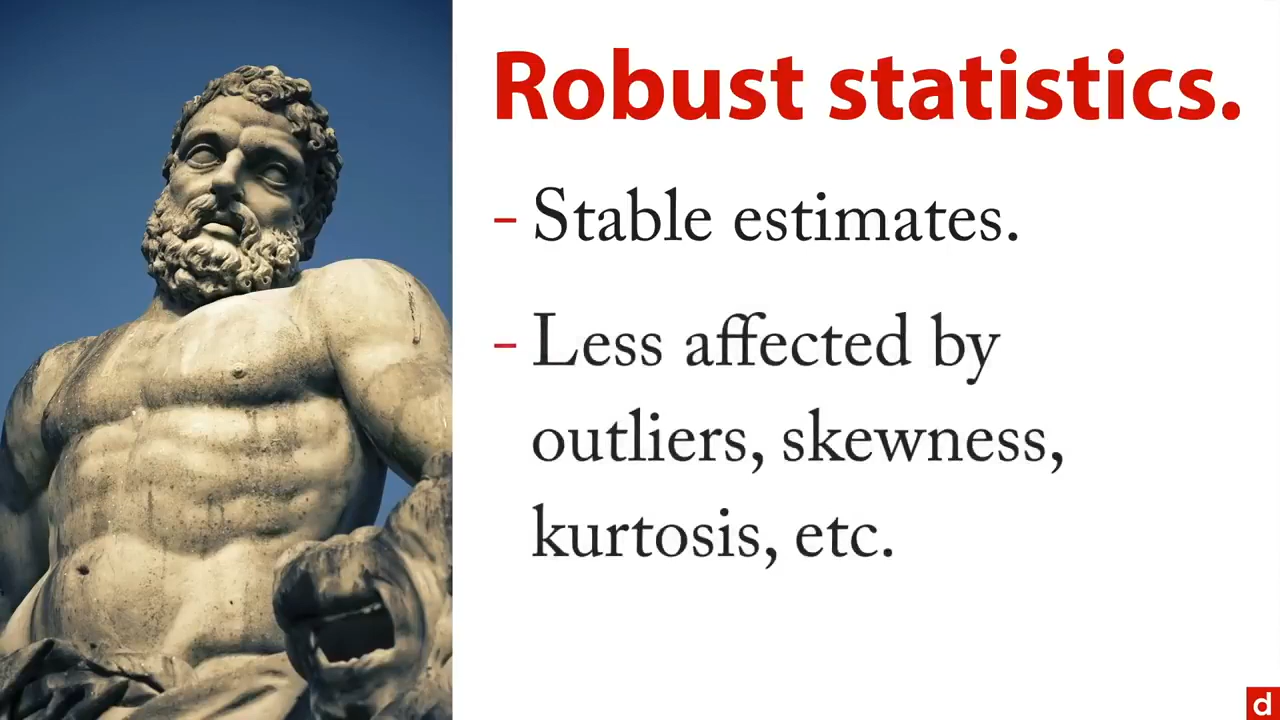 Robust statistics.
- Stable estimates.
- Less affected by
outliers, skewness,
kurtosis, etc.
d